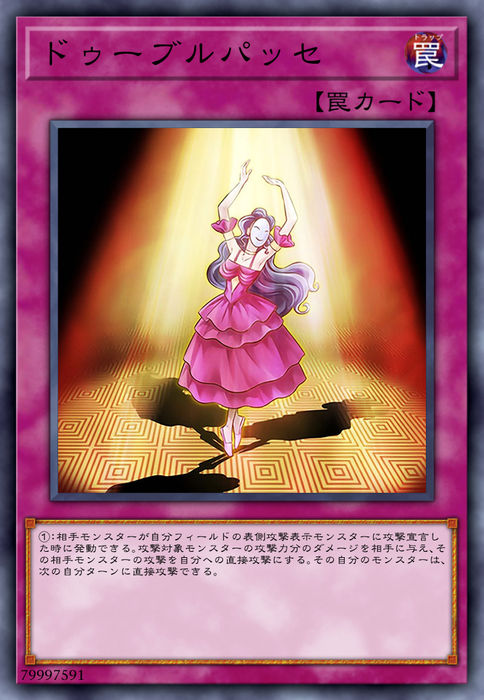 ドゥーブルパッセ
トラップ
罠
【罠カード】
①:相手モンスターが自分フィールドの表側攻撃表示モンスターに攻撃宣言し
た時に発動できる。攻撃対象モンスターの攻撃力分のダメージを相手に与え、そ
の相手モンスターの攻撃を自分への直接攻撃にする。その自分のモンスターは、
次の自分ターンに直接攻撃できる。
79997591